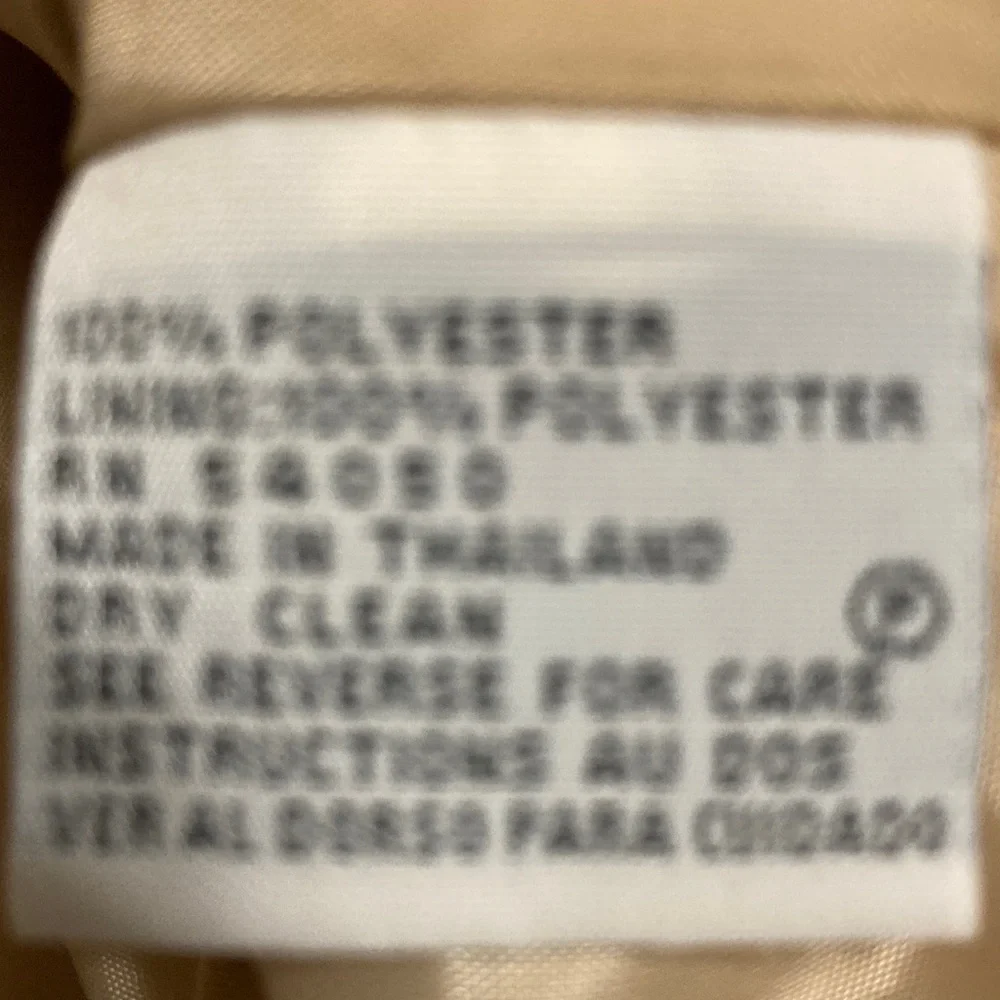 100% POLYESTER
LINING:100% POLYESTER
RN 54050
MADE IN THAILAND
DRY CLEAN
P
SEE REVERSE FOR CARE
INSTRUCTIONS AU DOS
VER AL DORSO PARA CUIDADO